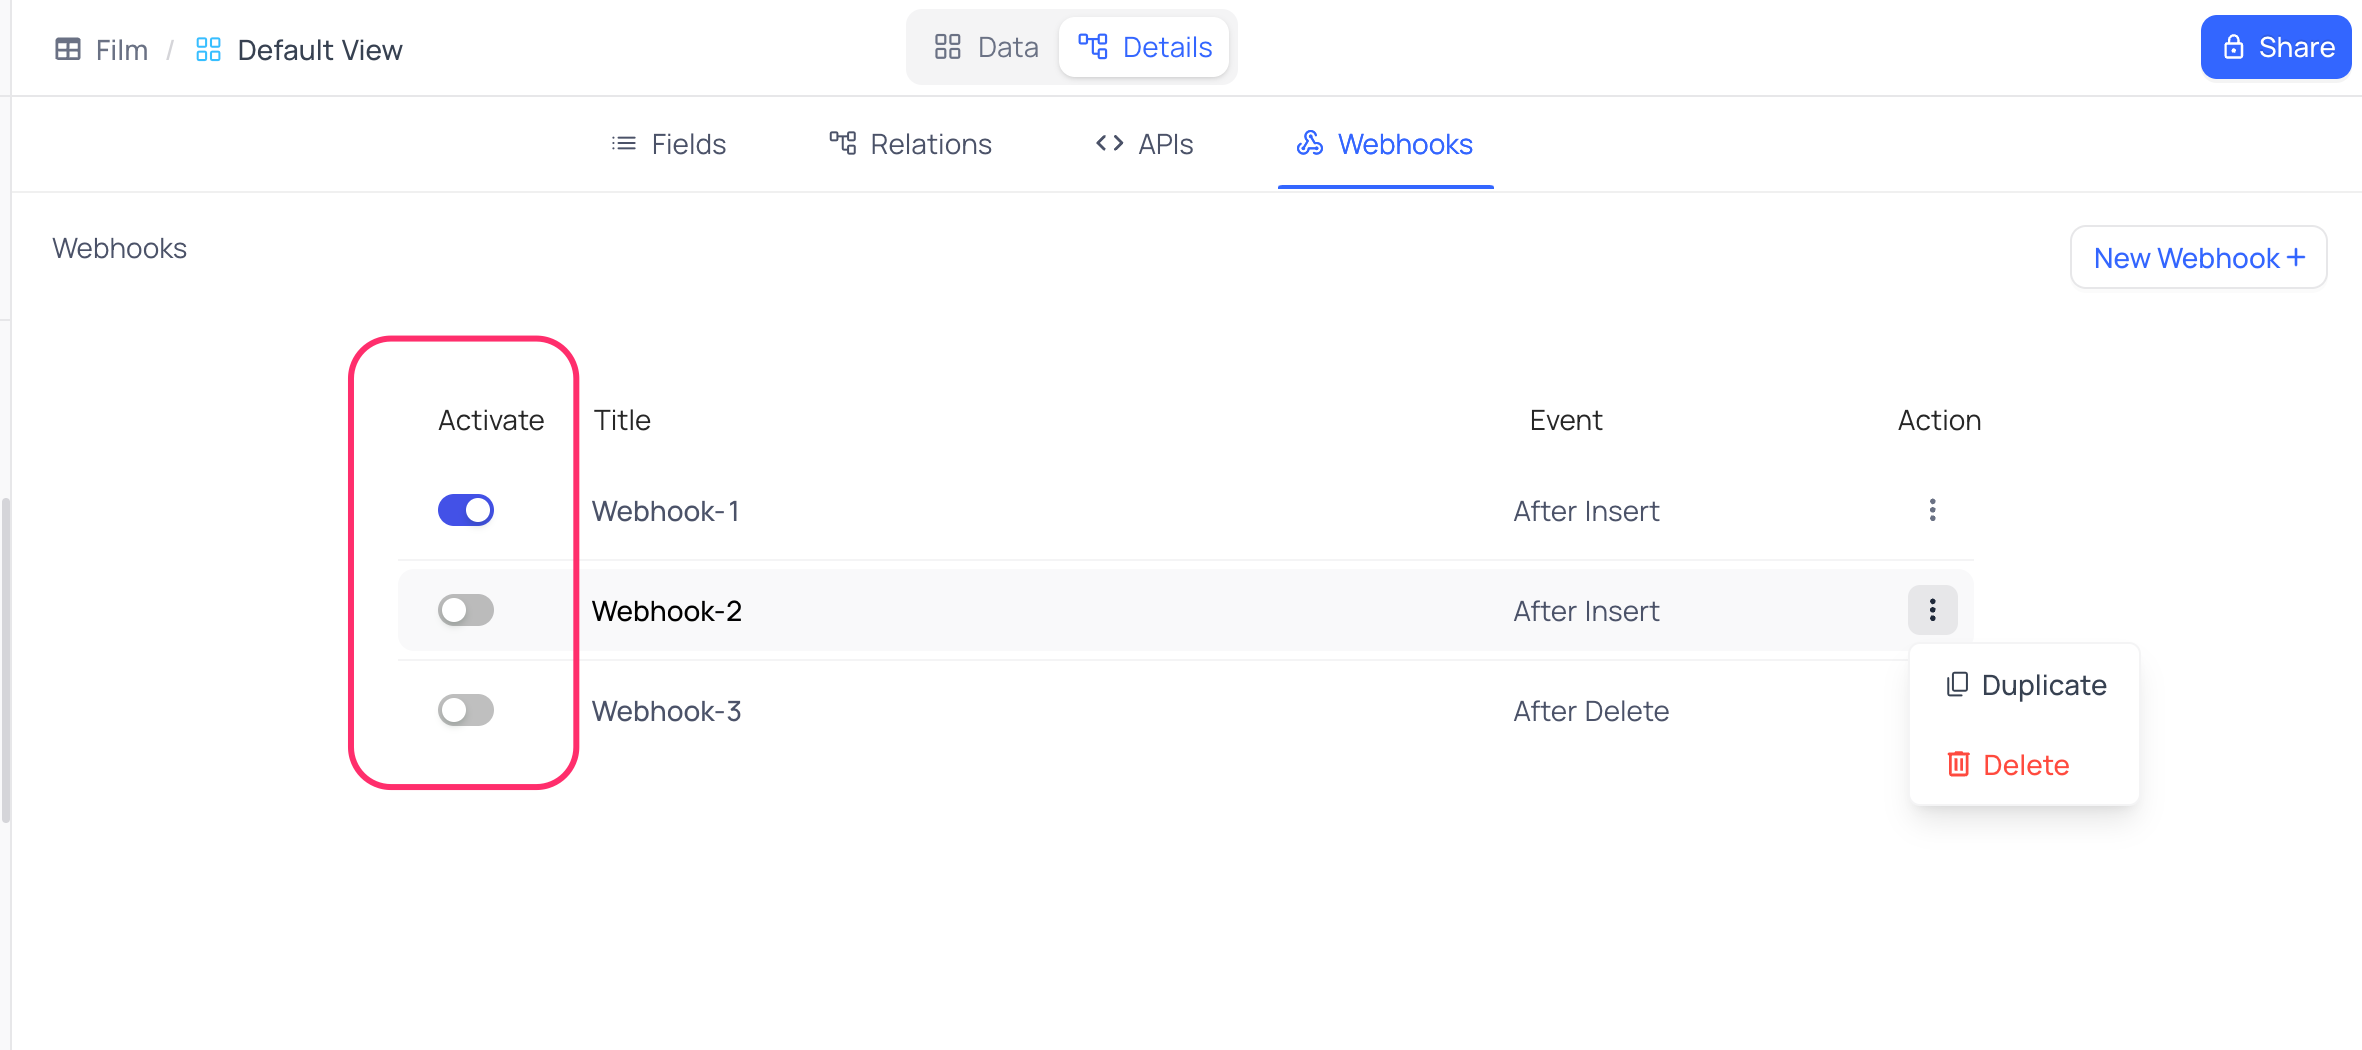 Film / Default View
Data
Details
Share
Fields
Relations
APIs
Webhooks
Webhooks
New Webhook +
Activate Title Event Action
Webhook-1 After Insert
Webhook-2 After Insert
Duplicate
Webhook-3 After Delete
Delete